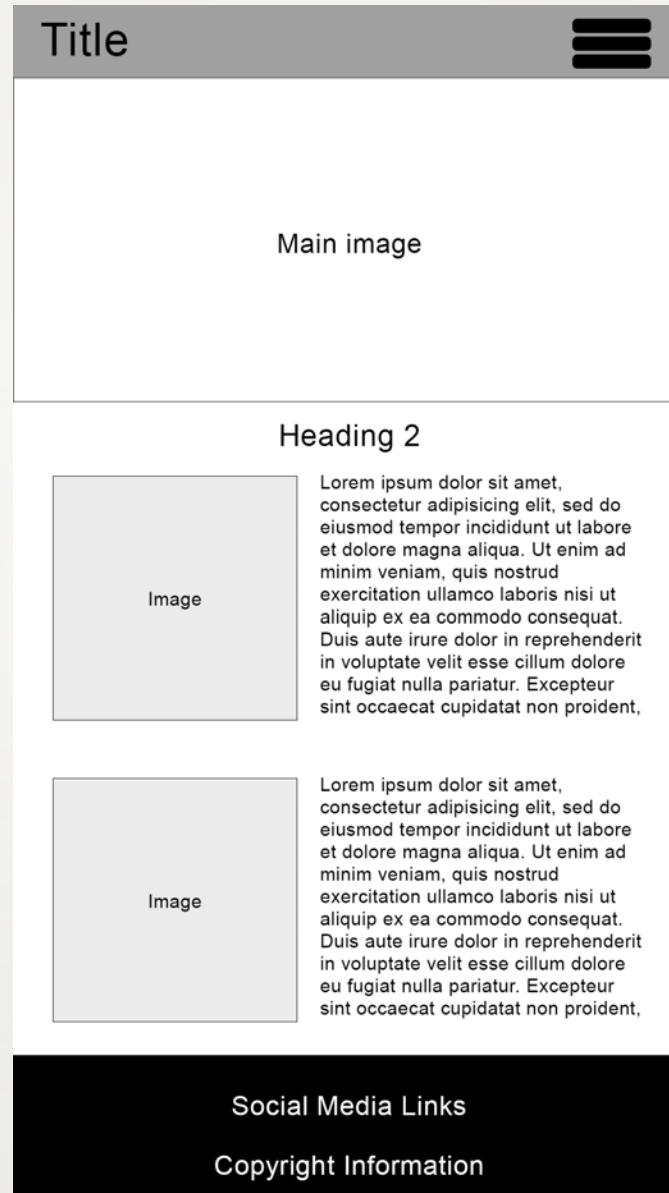 Title
Main image
Heading 2
Lorem ipsum dolor sit amet,
consectetur adipisicing elit, sed do
eiusmod tempor incididunt ut labore
et dolore magna aliqua. Ut enim ad
minim veniam, quis nostrud
exercitation ullamco laboris nisi ut
aliquip ex ea commodo consequat.
Duis aute irure dolor in reprehenderit
in voluptate velit esse cillum dolore
eu fugiat nulla pariatur. Excepteur
sint occaecat cupidatat non proident,
Image
Lorem ipsum dolor sit amet,
consectetur adipisicing elit, sed do
eiusmod tempor incididunt ut labore
et dolore magna aliqua. Ut enim ad
minim veniam, quis nostrud
exercitation ullamco laboris nisi ut
aliquip ex ea commodo consequat.
Duis aute irure dolor in reprehenderit
in voluptate velit esse cillum dolore
eu fugiat nulla pariatur. Excepteur
sint occaecat cupidatat non proident,
Image
Social Media Links
Copyright Information